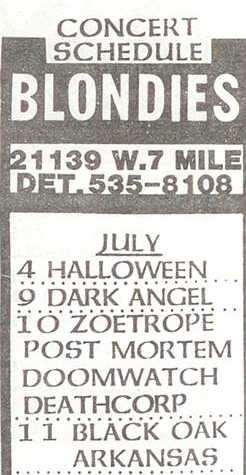 CONCERT
SCHEDULE
BLONDIES
21139 W.7 MILE
DET. 535-8108
JULY
4 HALLOWEEN
9 DARK ANGEL
10 ZOETROPE
POST MORTEM
DOOMWATCH
DEATHCORP
11 BLACK OAK
ARKANSAS